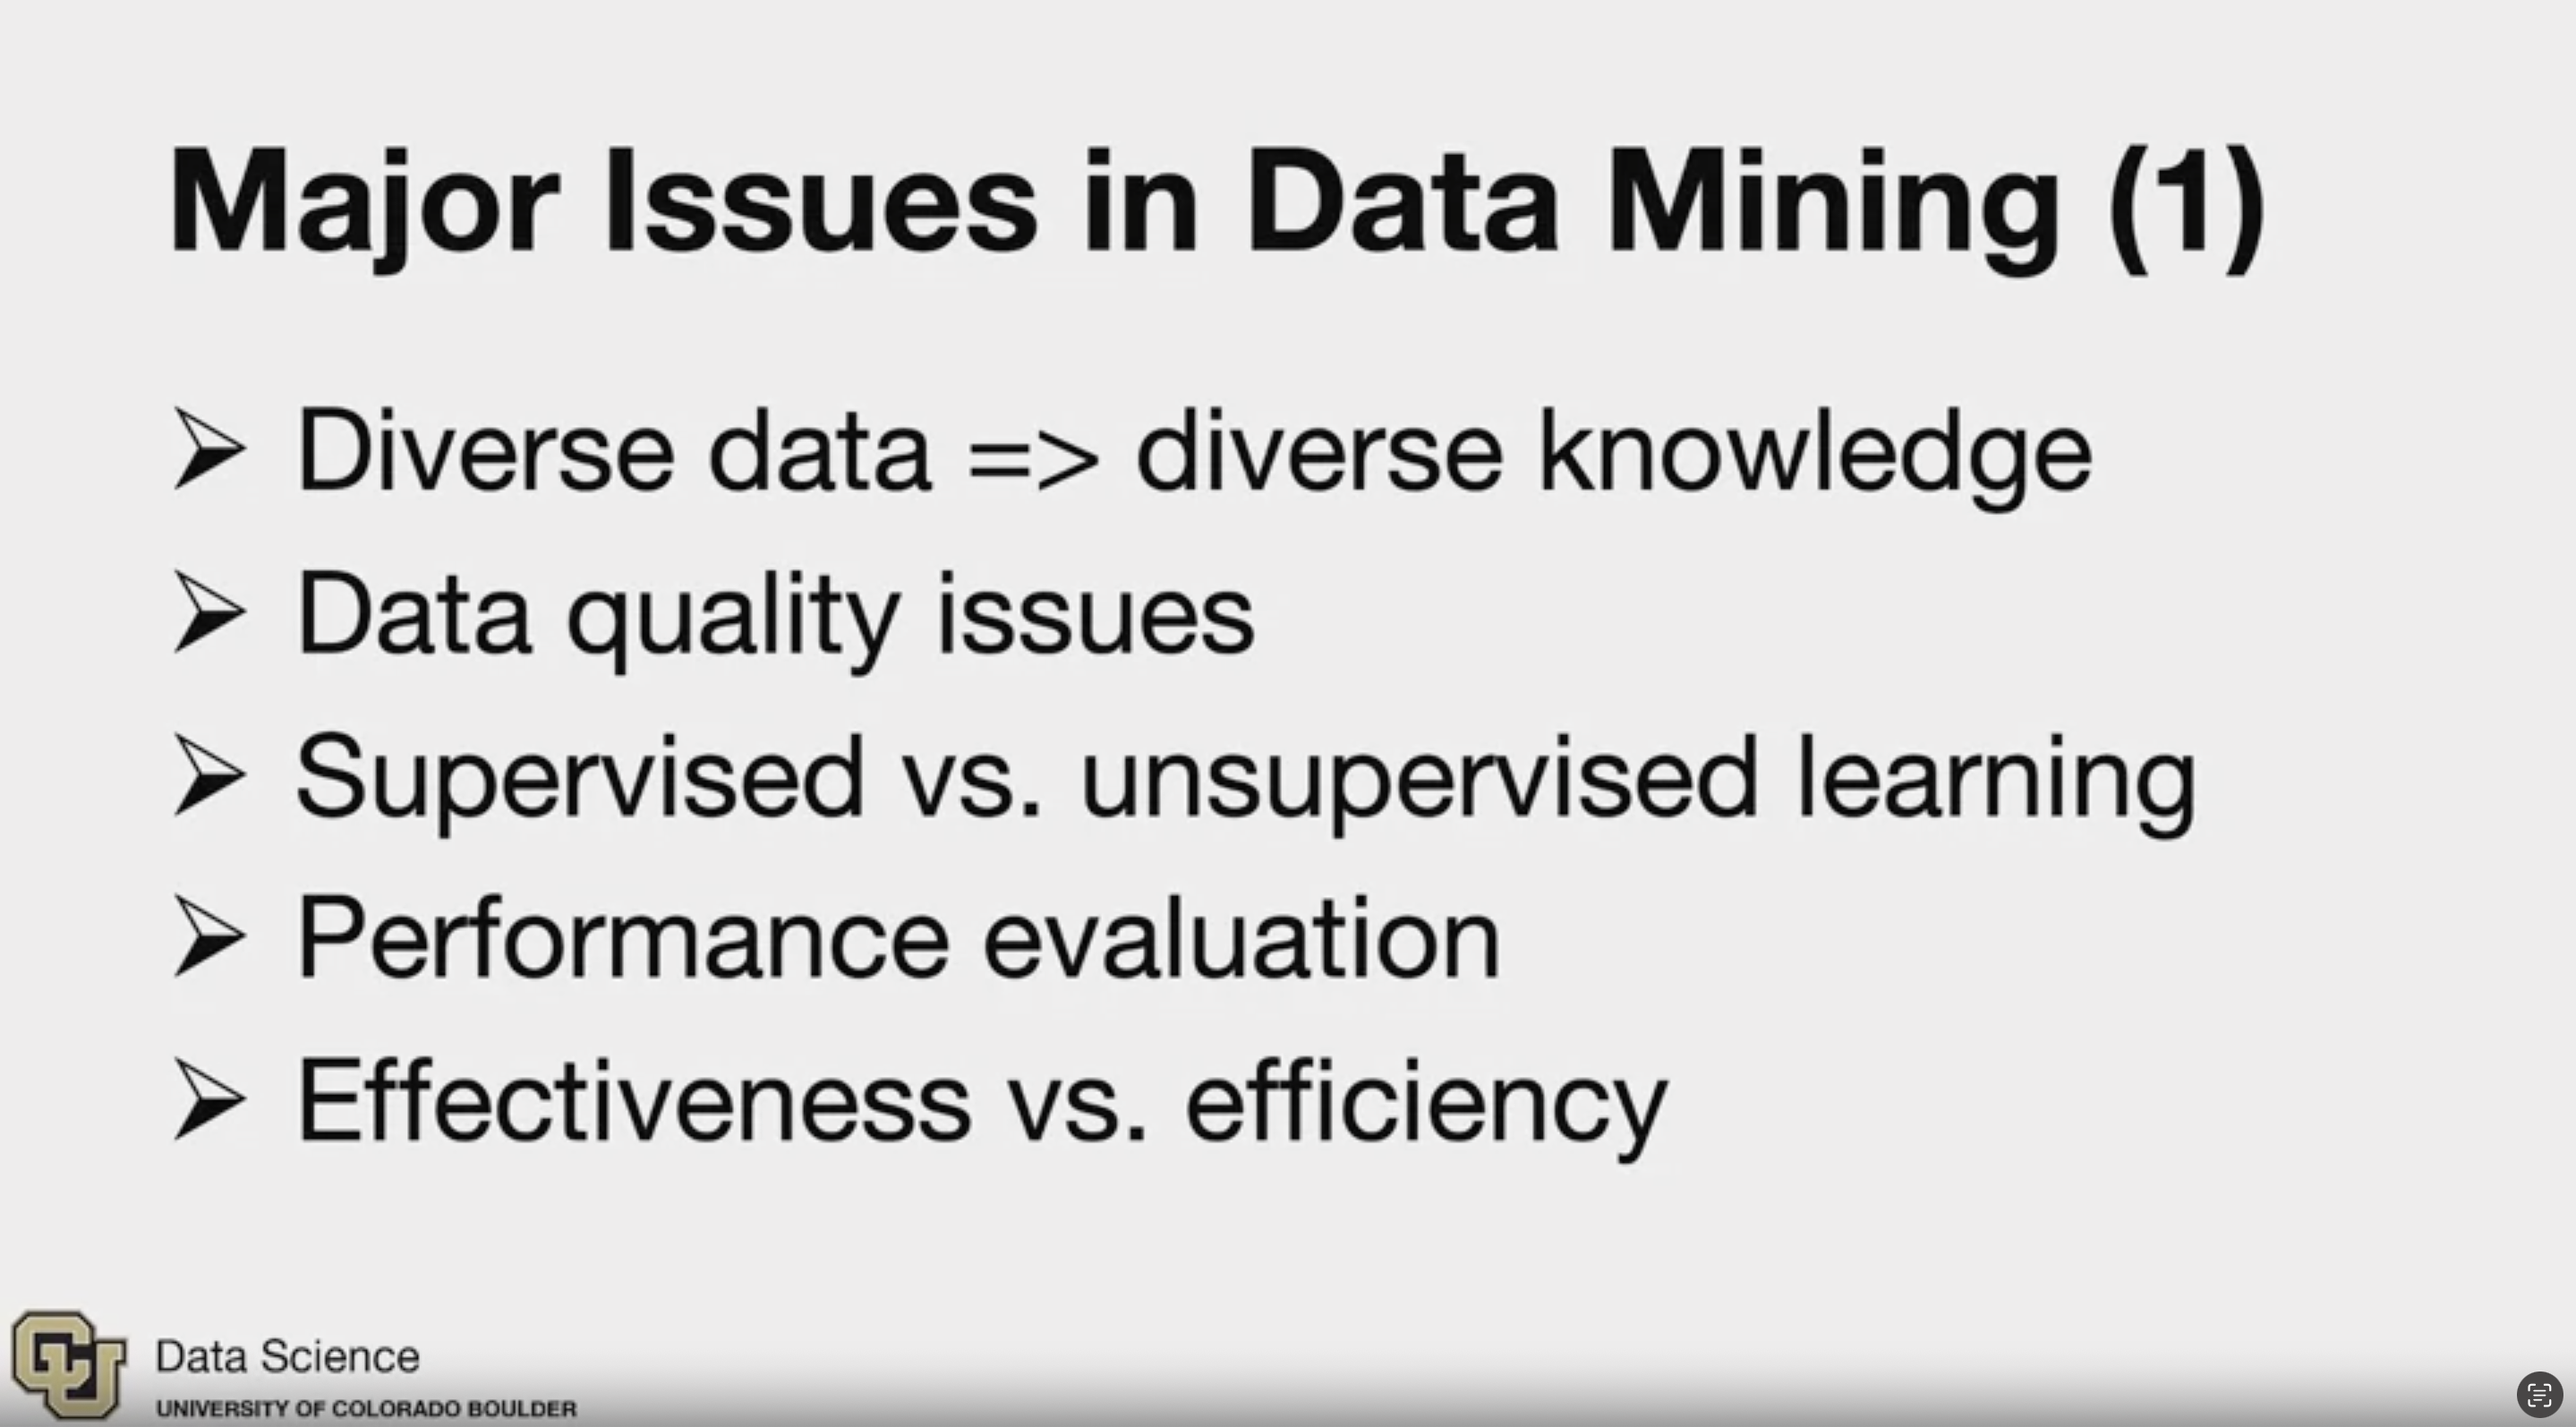 Major Issues in Data Mining (1)
➢ Diverse data => diverse knowledge
➢ Data quality issues
➢ Supervised vs. unsupervised learning
➢ Performance evaluation
➢ Effectiveness vs. efficiency
CU
Data Science
UNIVERSITY OF COLORADO BOULDER